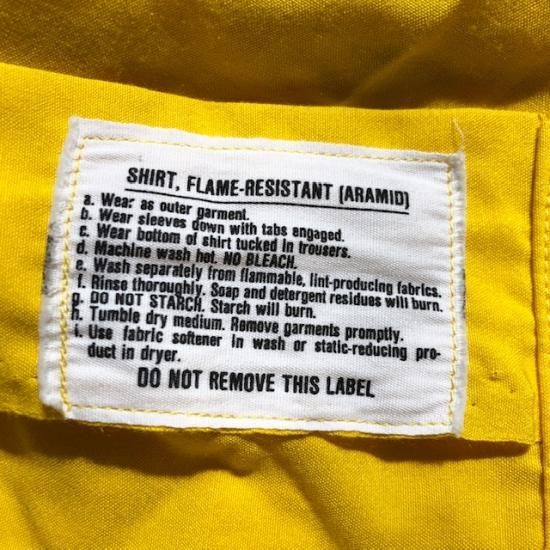 SHIRT, FLAME-RESISTANT (ARAMID)
a. Wear as outer garment.
b. Wear sleeves down with tabs engaged.
c. Wear bottom of shirt tucked in trousers.
d. Machine wash hot. NO BLEACH.
e. Wash separately from flammable, lint-producing fabrics.
f. Rinse thoroughly. Soap and detergent residues will burn.
g. DO NOT STARCH. Starch will burn.
h. Tumble dry medium. Remove garments promptly.
i. Use fabric softener in wash or static-reducing pro-
duct in dryer.
DO NOT REMOVE THIS LABEL